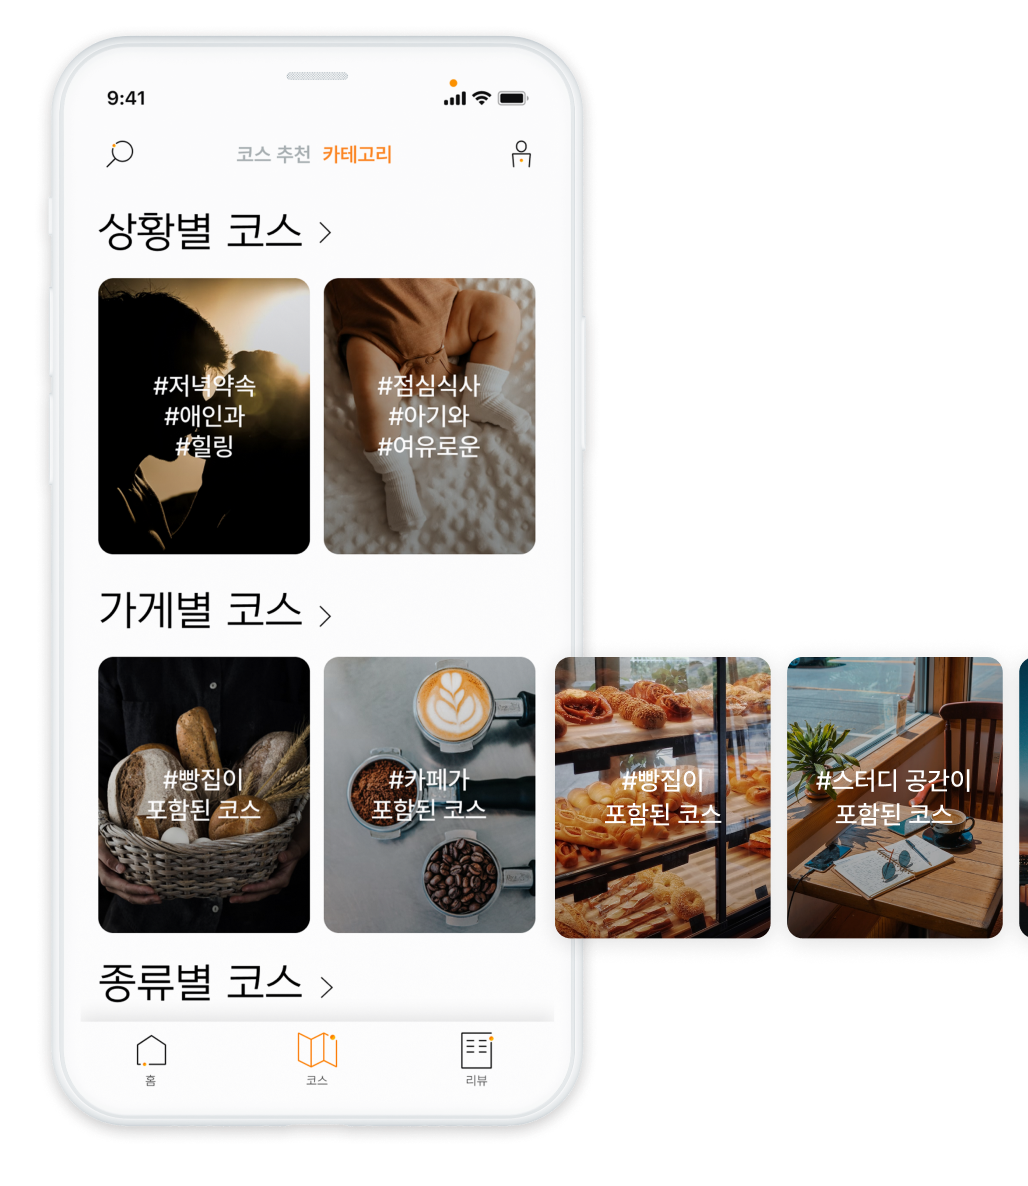 9:41
코스 추천 카테고리
상황별 코스
#저녁약속
#애인과
#힐링
#점심식사
#아기와
#여유로운
가게별 코스
#빵집이
포함된 코스
#카페가
포함된 코스
#빵집이
포함된 코스
#스터디 공간이
포함된 코스
종류별 코스
홈
코스
리뷰